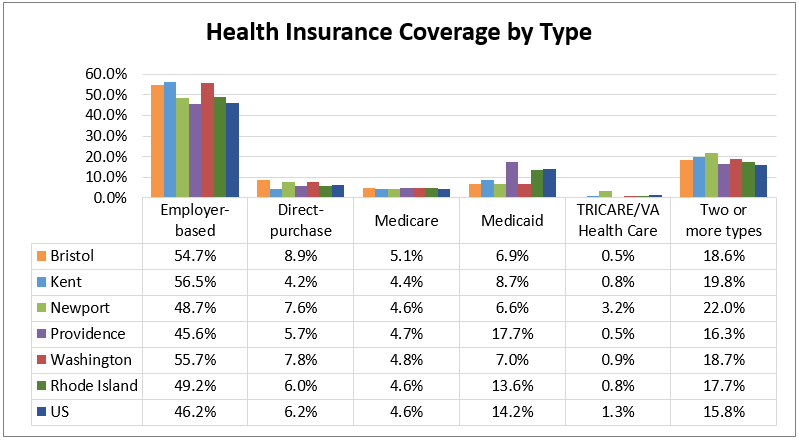 Health Insurance Coverage by Type
60.0%
50.0%
40.0%
30.0%
20.0%
10.0%
0.0%
Employer-
based
Direct-
purchase
Medicare
Medicaid
TRICARE/VA
Health Care
Two or
more types
Bristol 54.7% 8.9% 5.1% 6.9% 0.5% 18.6%
Kent 56.5% 4.2% 4.4% 8.7% 0.8% 19.8%
Newport 48.7% 7.6% 4.6% 6.6% 3.2% 22.0%
Providence 45.6% 5.7% 4.7% 17.7% 0.5% 16.3%
Washington 55.7% 7.8% 4.8% 7.0% 0.9% 18.7%
Rhode Island 49.2% 6.0% 4.6% 13.6% 0.8% 17.7%
US 46.2% 6.2% 4.6% 14.2% 1.3% 15.8%